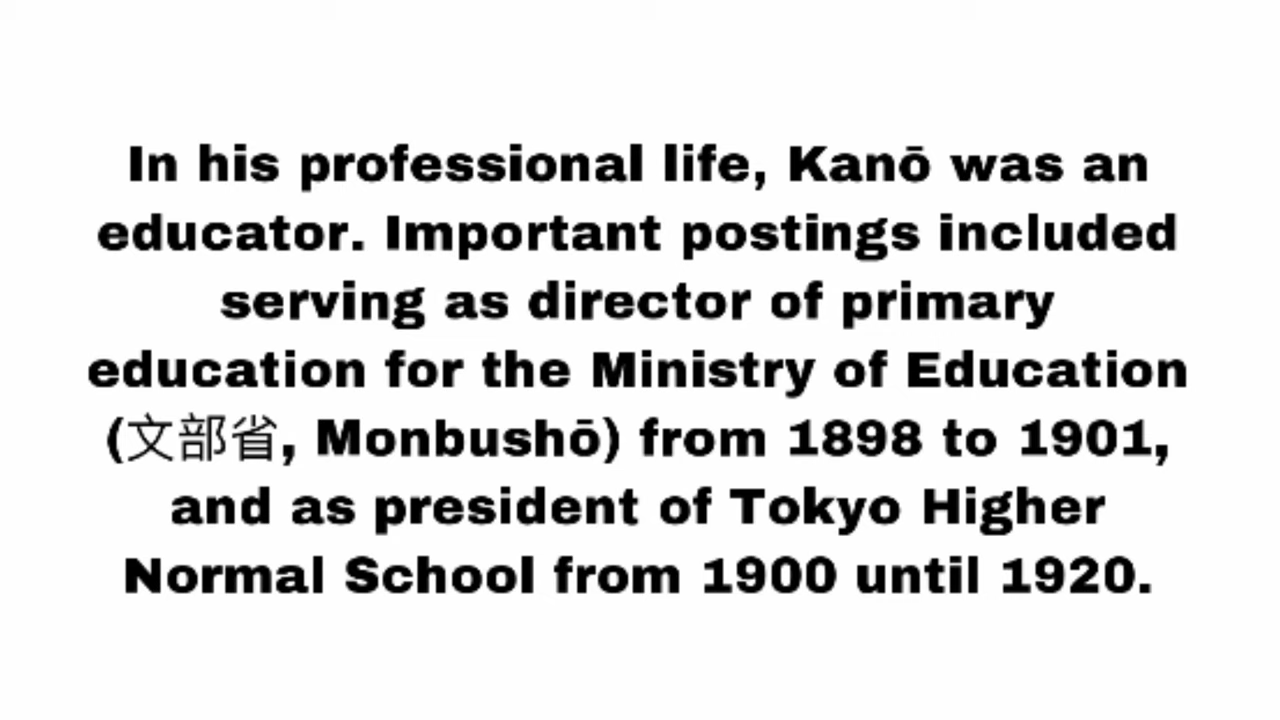 In his professional life, Kanō was an
educator. Important postings included
serving as director of primary
education for the Ministry of Education
(文部省, Monbushō) from 1898 to 1901,
and as president of Tokyo Higher
Normal School from 1900 until 1920.